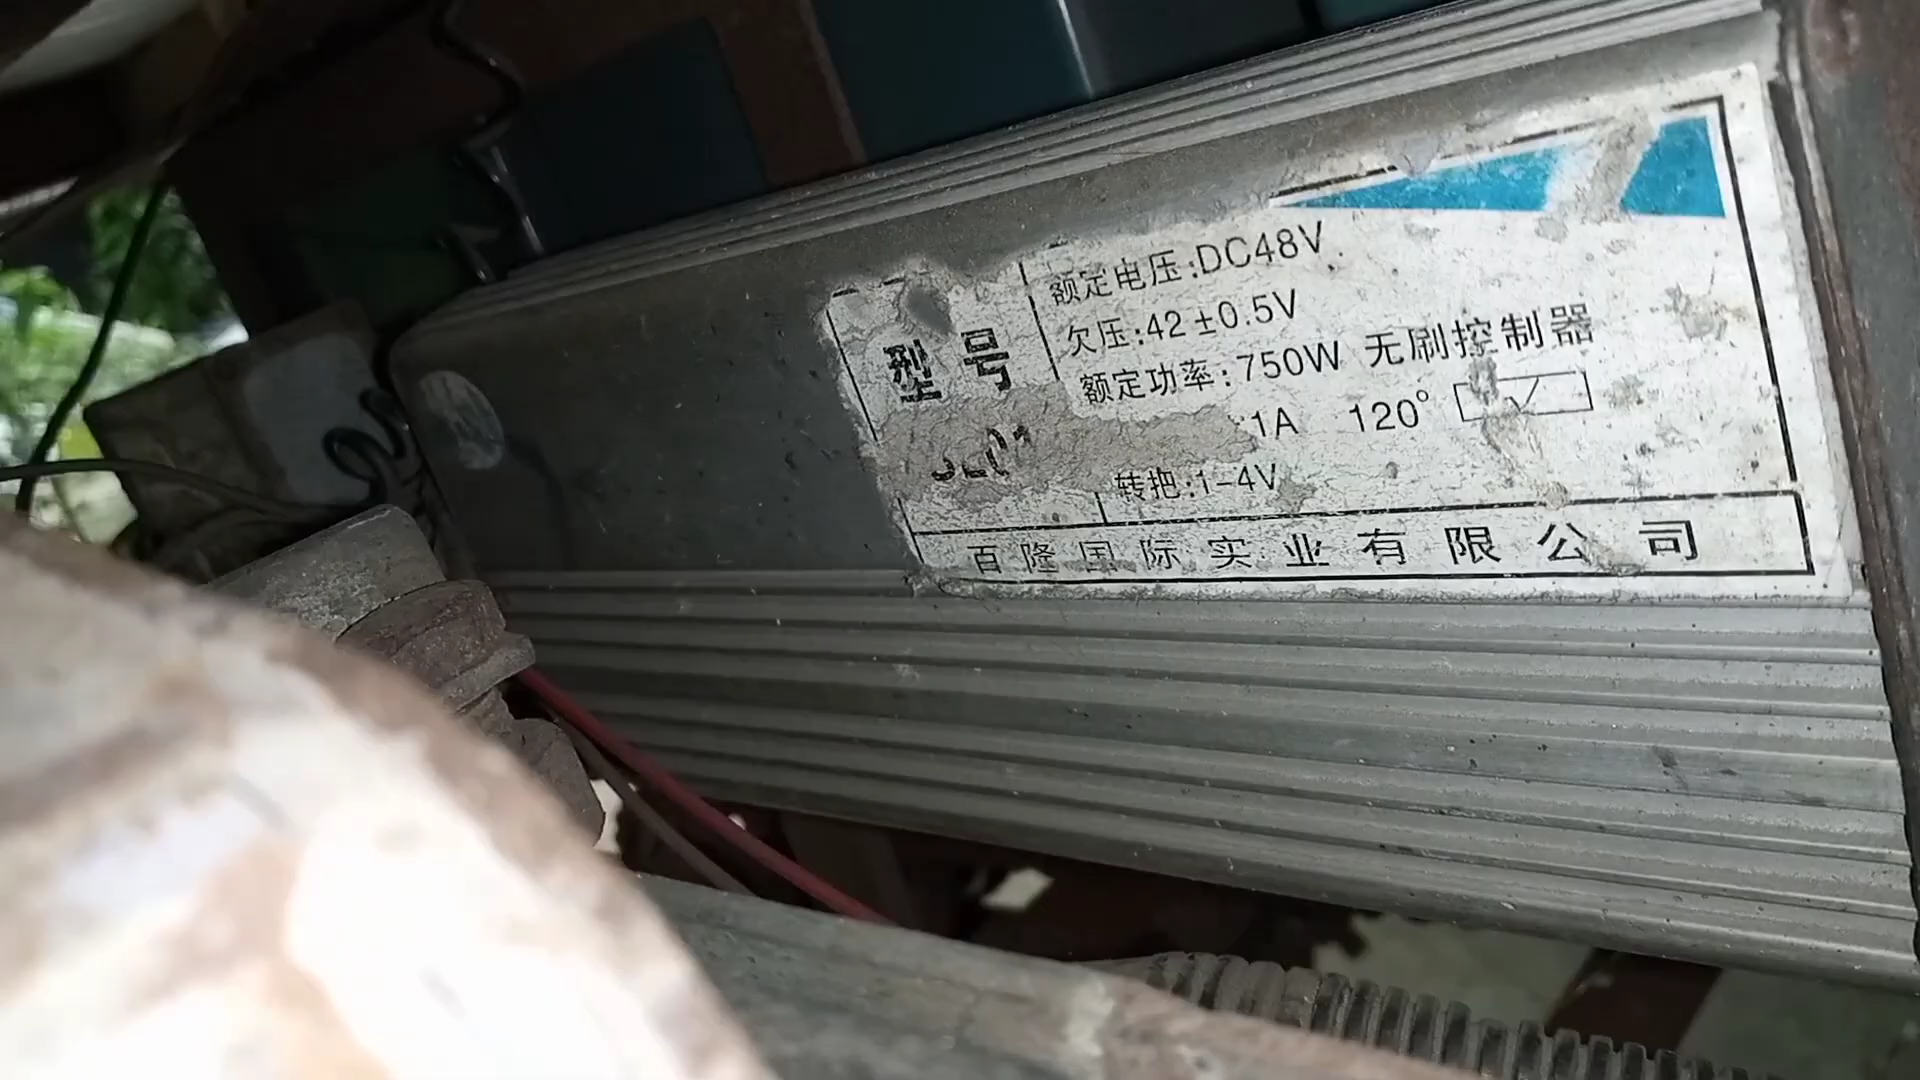 型号
额定电压:DC48V
欠压:42±0.5V
额定功率:750W 无刷控制器
1A 120°
转把:1-4V
百隆国际实业有限公司